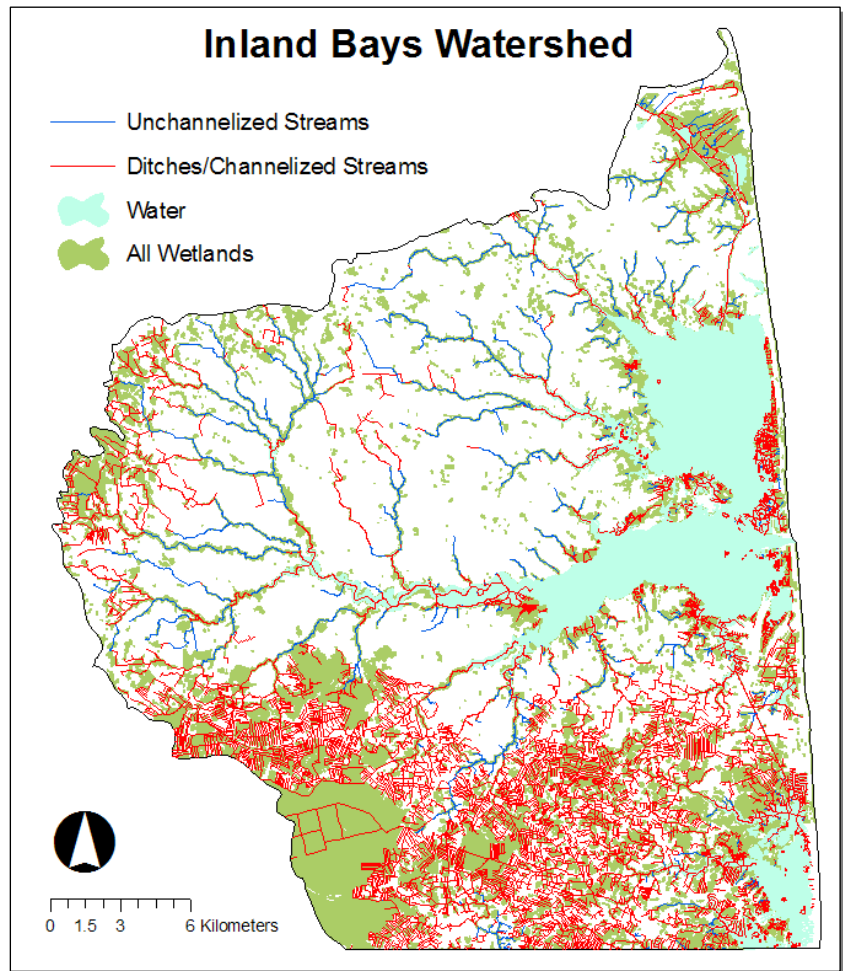 Inland Bays Watershed
Unchannelized Streams
Ditches/Channelized Streams
Water
All Wetlands
0 1.5 3 6 Kilometers